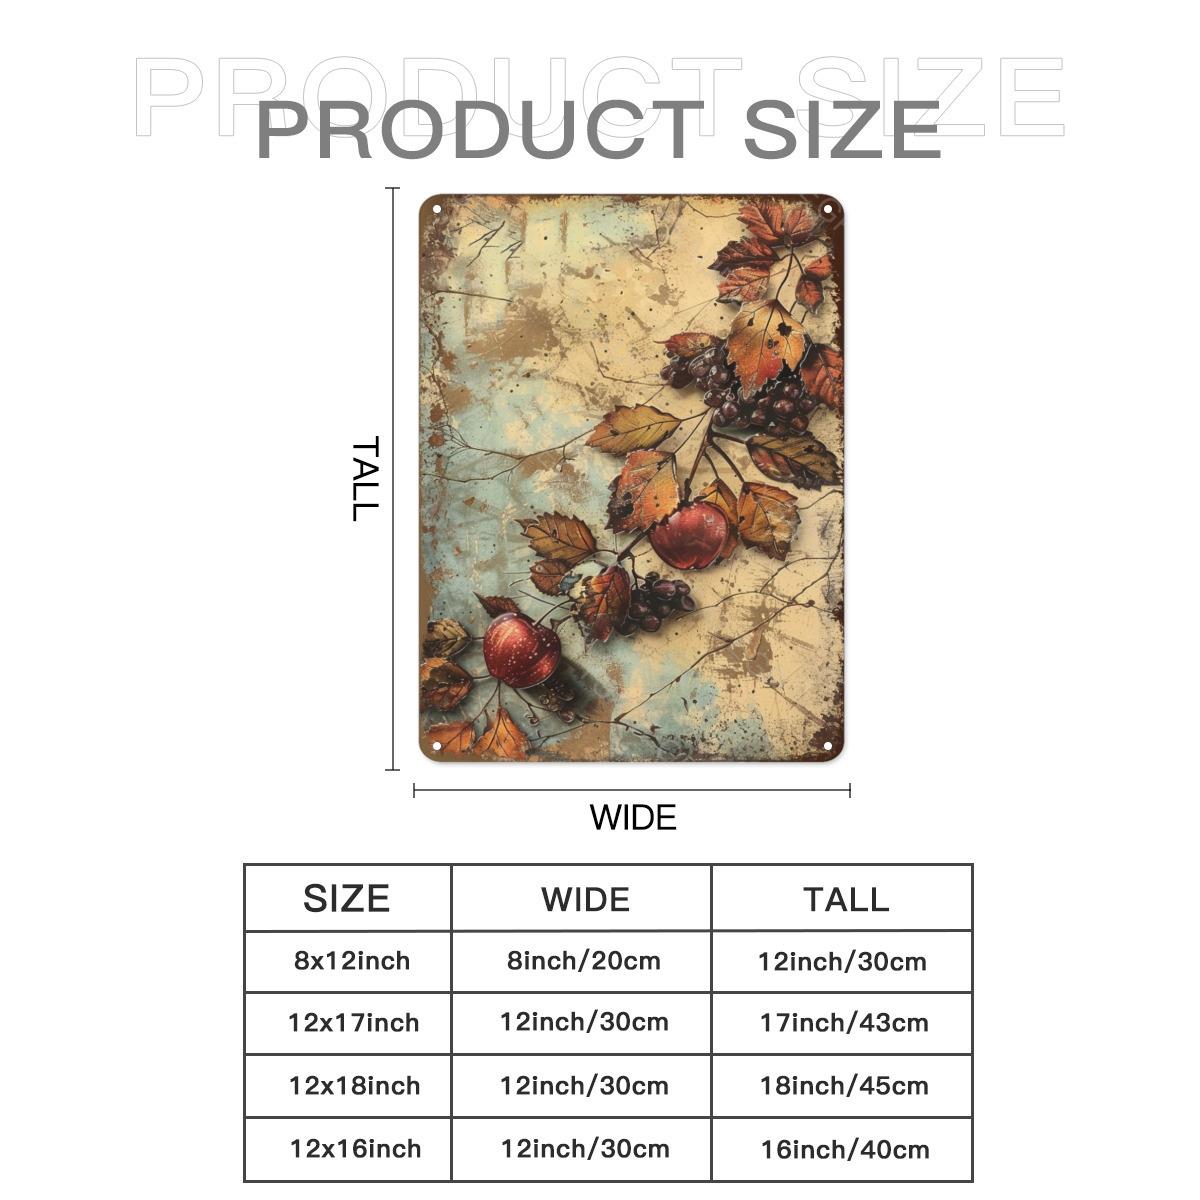 PRODUCT SIZE
PRODUCT SIZE
TALL
WIDE
SIZE WIDE TALL
8x12inch 8inch/20cm 12inch/30cm
12x17inch 12inch/30cm 17inch/43cm
12x18inch 12inch/30cm 18inch/45cm
12x16inch 12inch/30cm 16inch/40cm